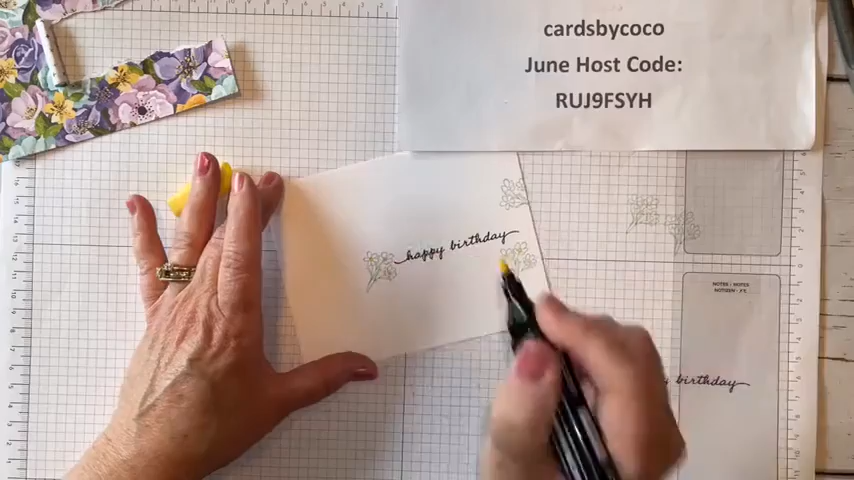 cardsbycoco
June Host Code:
RUJ9FSYH
happy birthday
birthday